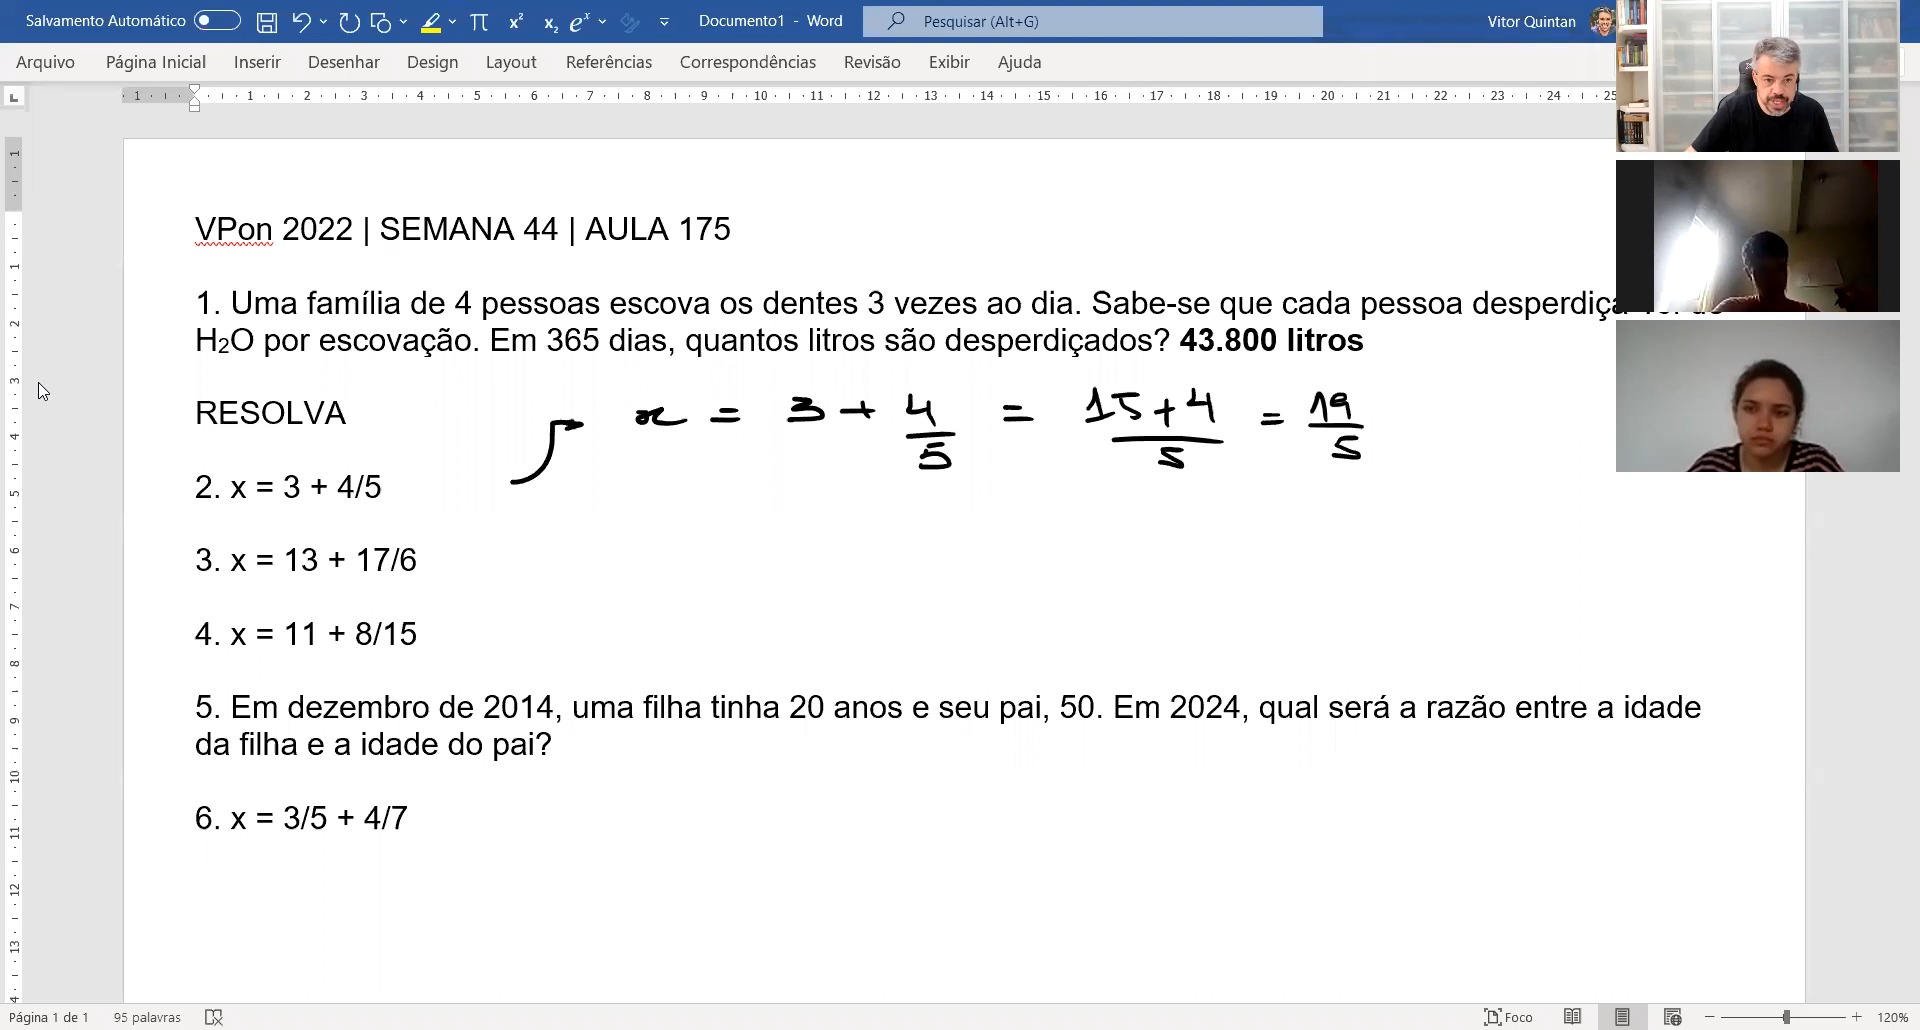 Salvamento Automático
Documento1 - Word
Pesquisar (Alt+G)
Vitor Quintan
Arquivo Página Inicial Inserir Desenhar Design Layout Referências Correspondências Revisão Exibir Ajuda
VPon 2022 | SEMANA 44 | AULA 175
1. Uma família de 4 pessoas escova os dentes 3 vezes ao dia. Sabe-se que cada pessoa desperdiça
H₂O por escovação. Em 365 dias, quantos litros são desperdiçados? 43.800 litros
RESOLVA
x = 3 + 4/5 = (15+4)/5 = 19/5
2. x = 3 + 4/5
3. x = 13 + 17/6
4. x = 11 + 8/15
5. Em dezembro de 2014, uma filha tinha 20 anos e seu pai, 50. Em 2024, qual será a razão entre a idade
da filha e a idade do pai?
6. x = 3/5 + 4/7
Página 1 de 1 95 palavras Foco 120%